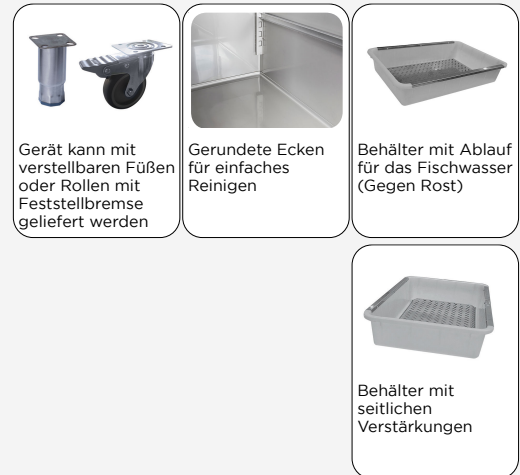 Gerät kann mit
verstellbaren Füßen
oder Rollen mit
Feststellbremse
geliefert werden
Gerundete Ecken
für einfaches
Reinigen
Behälter mit Ablauf
für das Fischwasser
(Gegen Rost)
Behälter mit
seitlichen
Verstärkungen